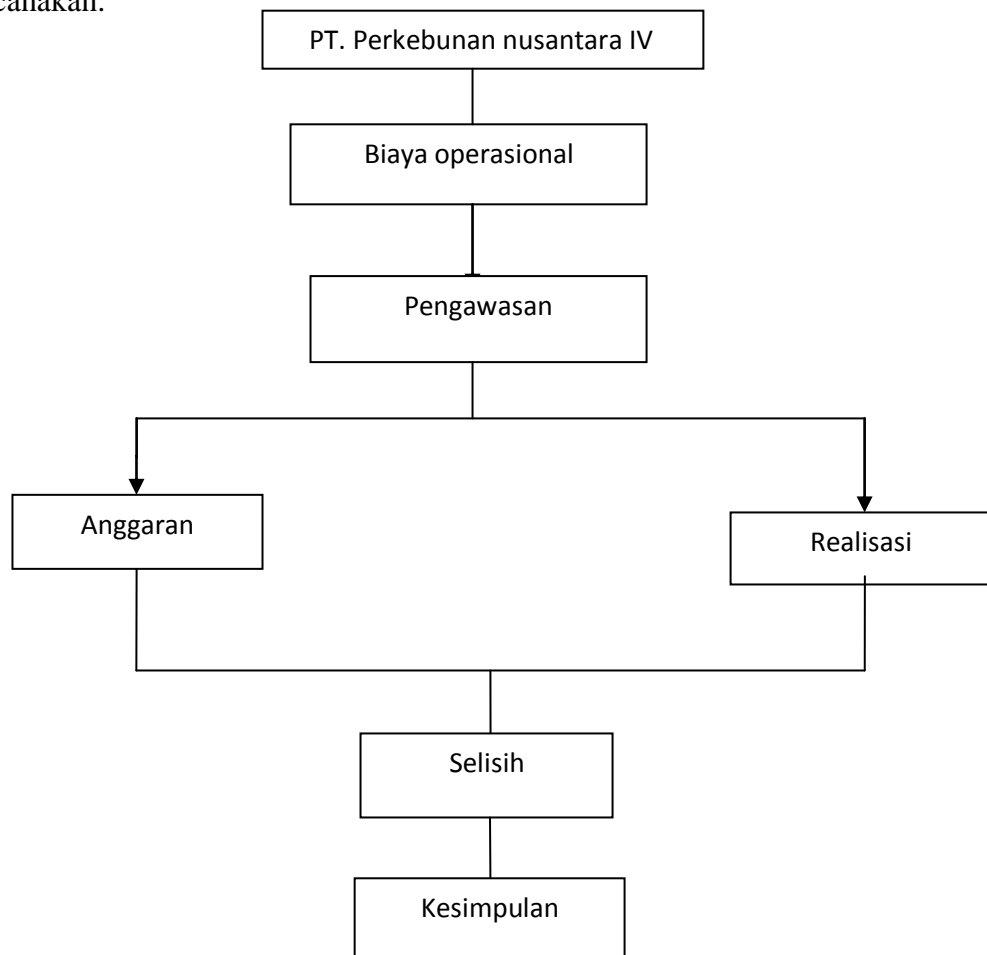 PT. Perkebunan nusantara IV
Biaya operasional
Pengawasan
Anggaran
Realisasi
Selisih
Kesimpulan